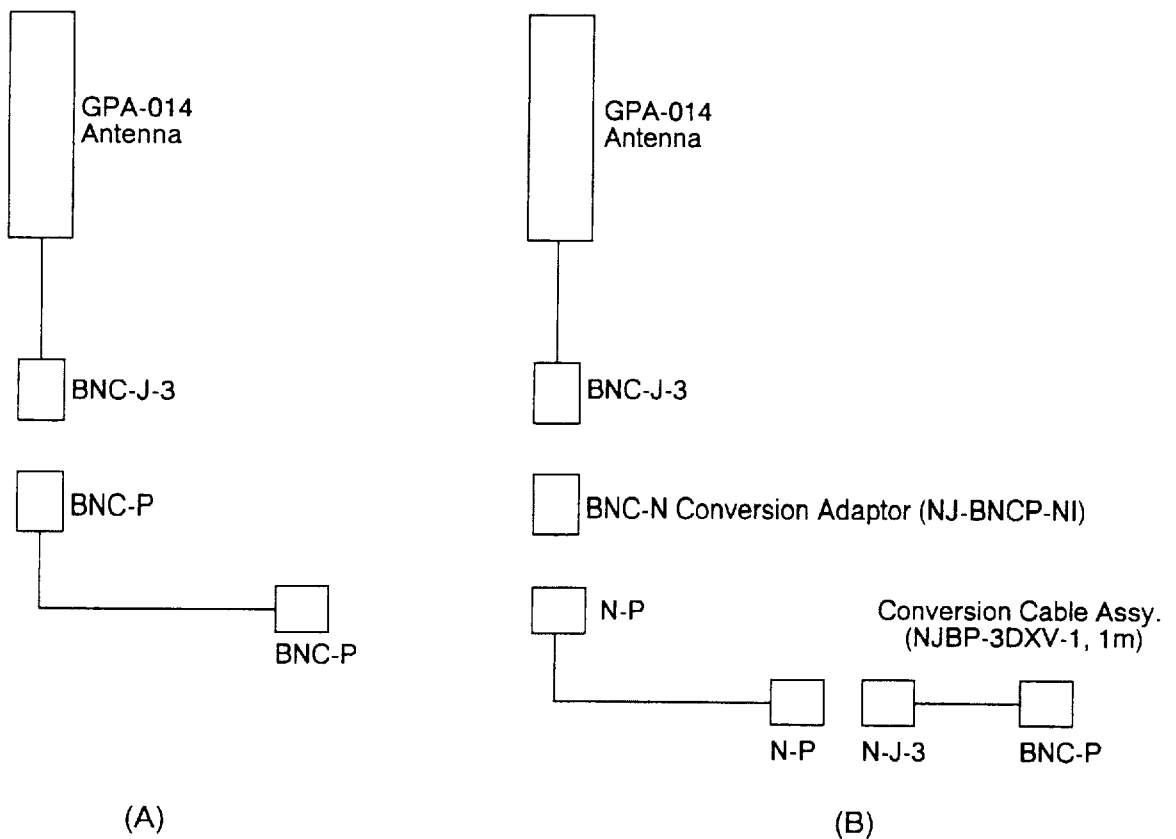 GPA-014
Antenna
BNC-J-3
BNC-P
BNC-P
(A)
GPA-014
Antenna
BNC-J-3
BNC-N Conversion Adaptor (NJ-BNCP-NI)
N-P
Conversion Cable Assy.
(NJBP-3DXV-1, 1m)
N-P
N-J-3
BNC-P
(B)